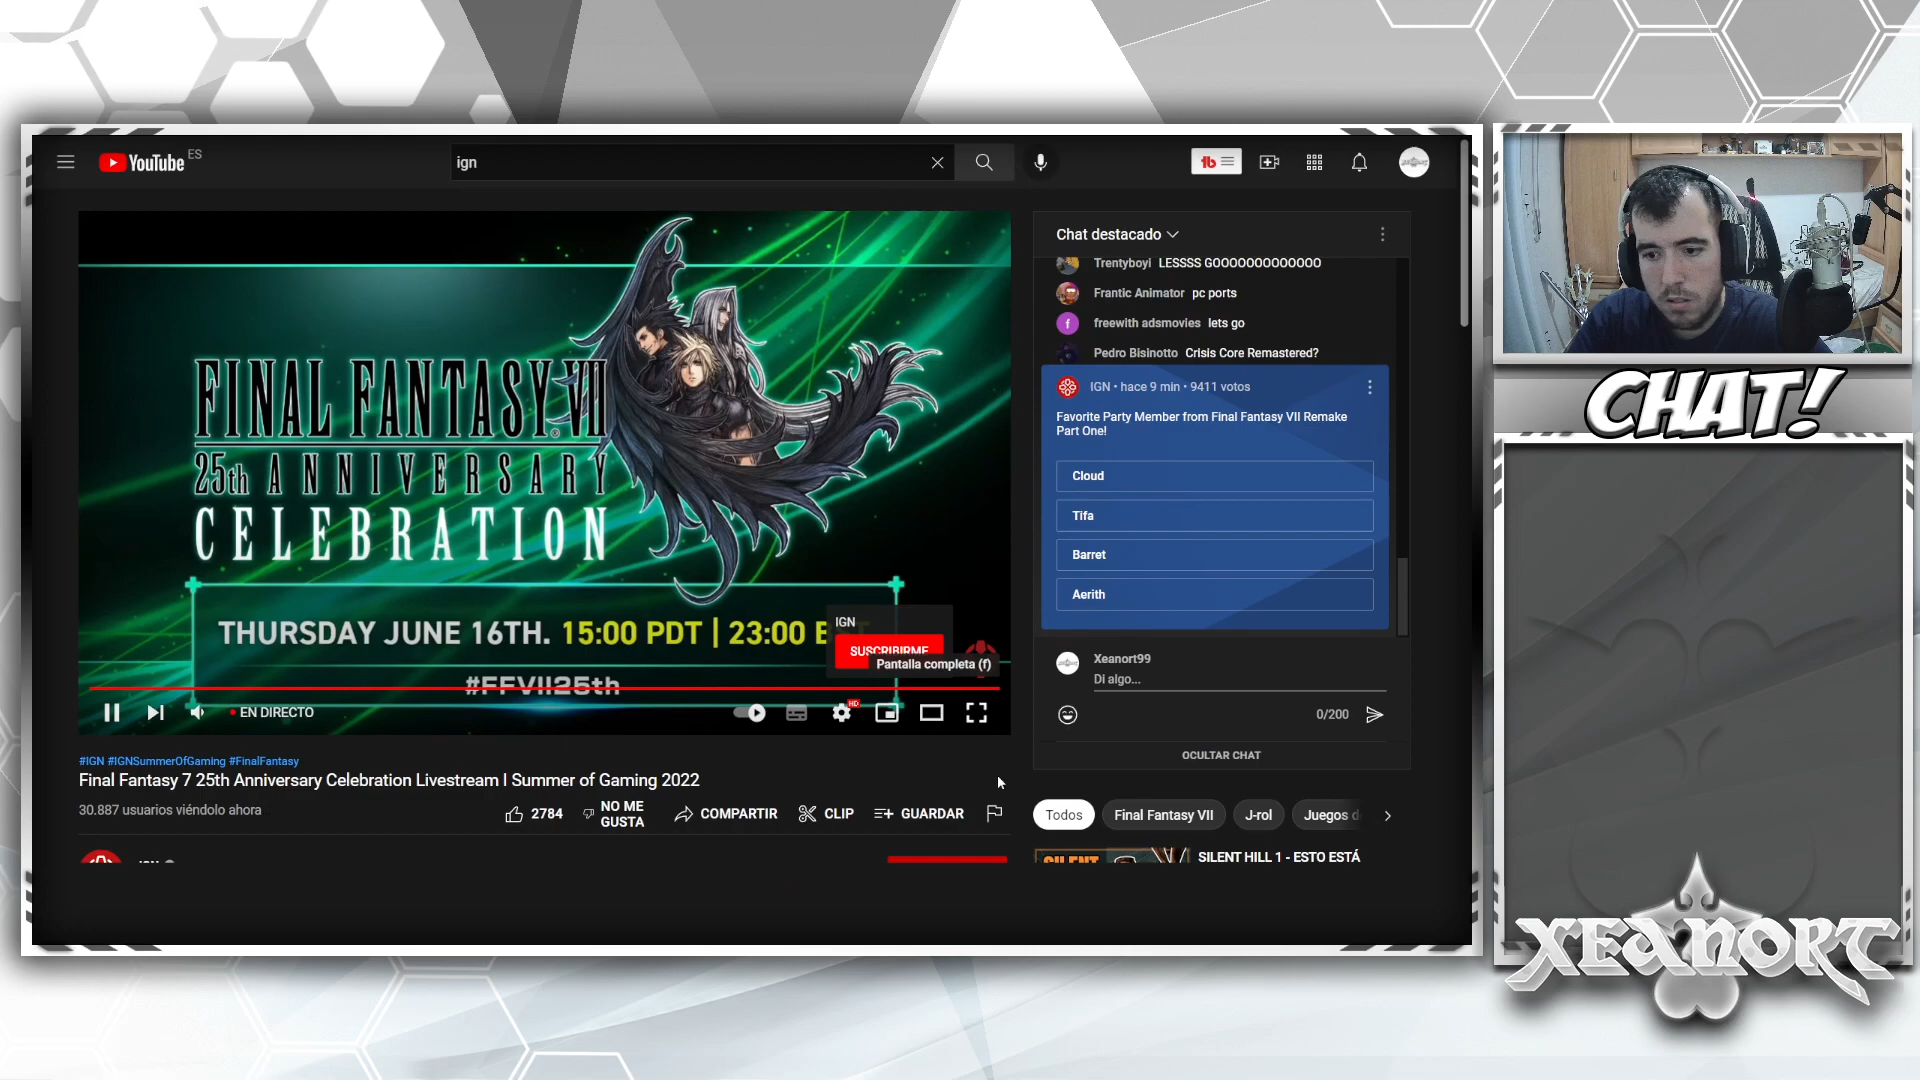 YouTube ES
ign
FINAL FANTASY VII
25th ANNIVERSARY
CELEBRATION
THURSDAY JUNE 16TH. 15:00 PDT | 23:00 B
#FFVII25th
IGN
SUSCRIBIRME
Pantalla completa (f)
EN DIRECTO
HD
#IGN #IGNSummerOfGaming #FinalFantasy
Final Fantasy 7 25th Anniversary Celebration Livestream | Summer of Gaming 2022
30.887 usuarios viéndolo ahora
2784
NO ME
GUSTA
COMPARTIR
CLIP
GUARDAR
Chat destacado
Trentyboyi LESSSS GOOOOOOOOOOOOO
Frantic Animator pc ports
f freewith adsmovies lets go
Pedro Bisinotto Crisis Core Remastered?
IGN • hace 9 min • 9411 votos
Favorite Party Member from Final Fantasy VII Remake
Part One!
Cloud
Tifa
Barret
Aerith
Xeanort99
Di algo...
0/200
OCULTAR CHAT
Todos
Final Fantasy VII
J-rol
Juegos d
SILENT
SILENT HILL 1 - ESTO ESTÁ
CHAT!
XEANORT